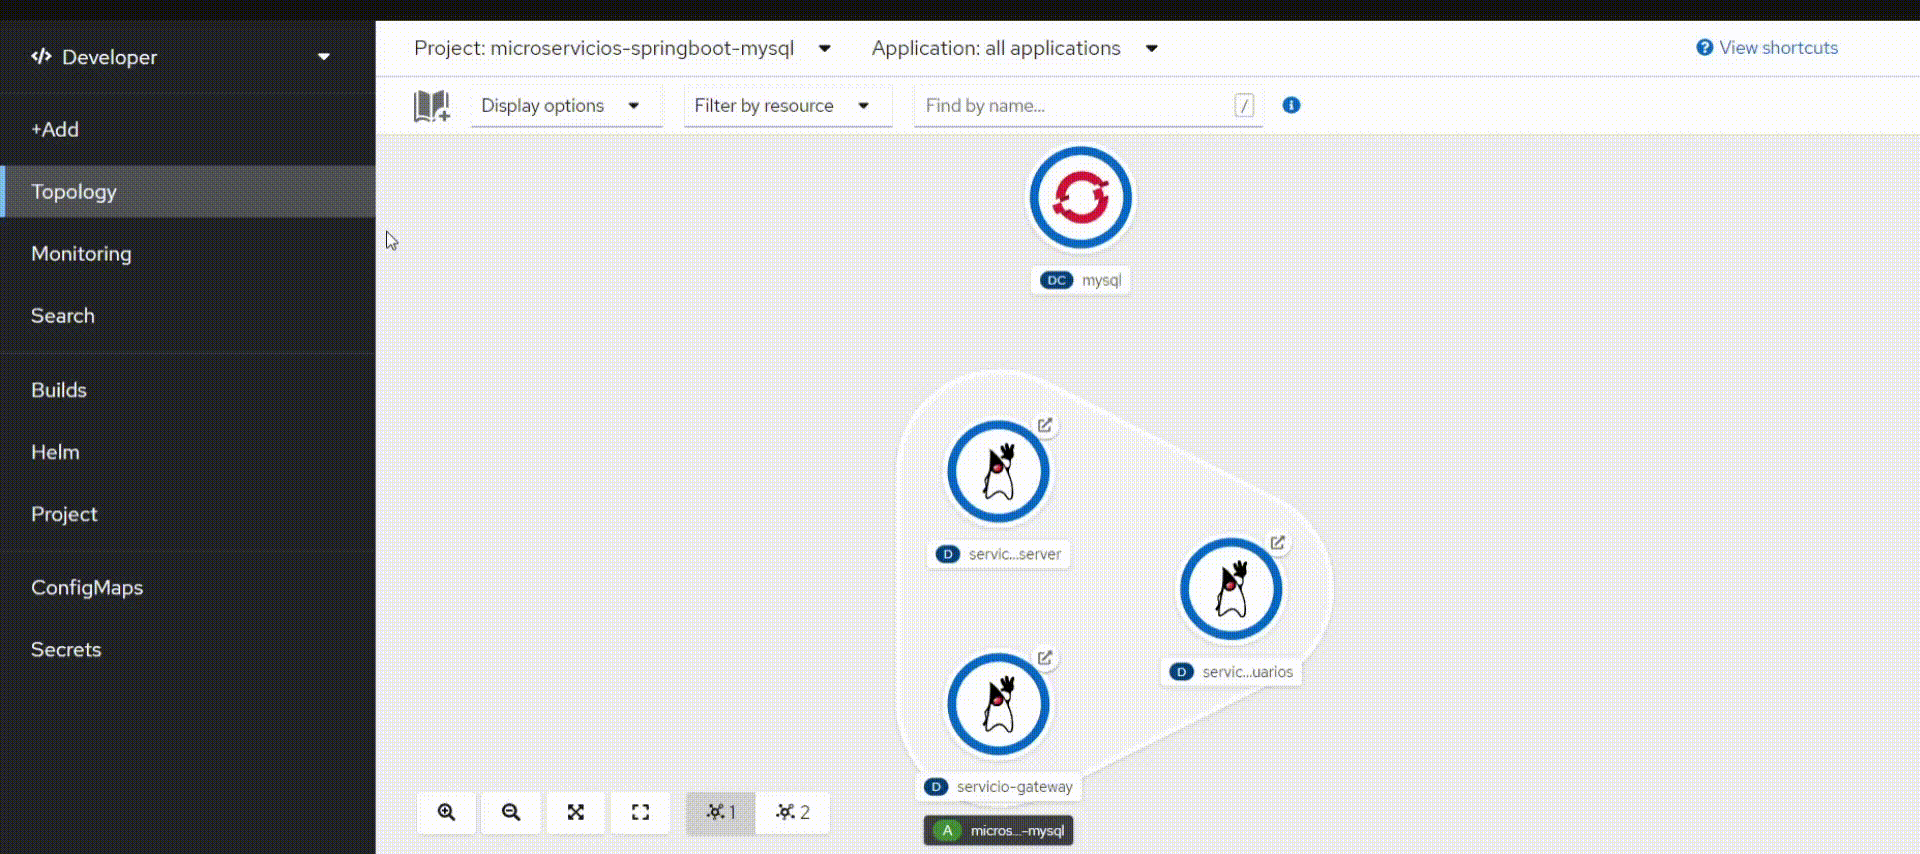 Developer
+Add
Topology
Monitoring
Search
Builds
Helm
Project
ConfigMaps
Secrets
Project: microservicios-springboot-mysql
Application: all applications
View shortcuts
Display options
Filter by resource
Find by name...
/
DC mysql
D servic...server
D servic...uarios
D servicio-gateway
A micros...-mysql
1
2